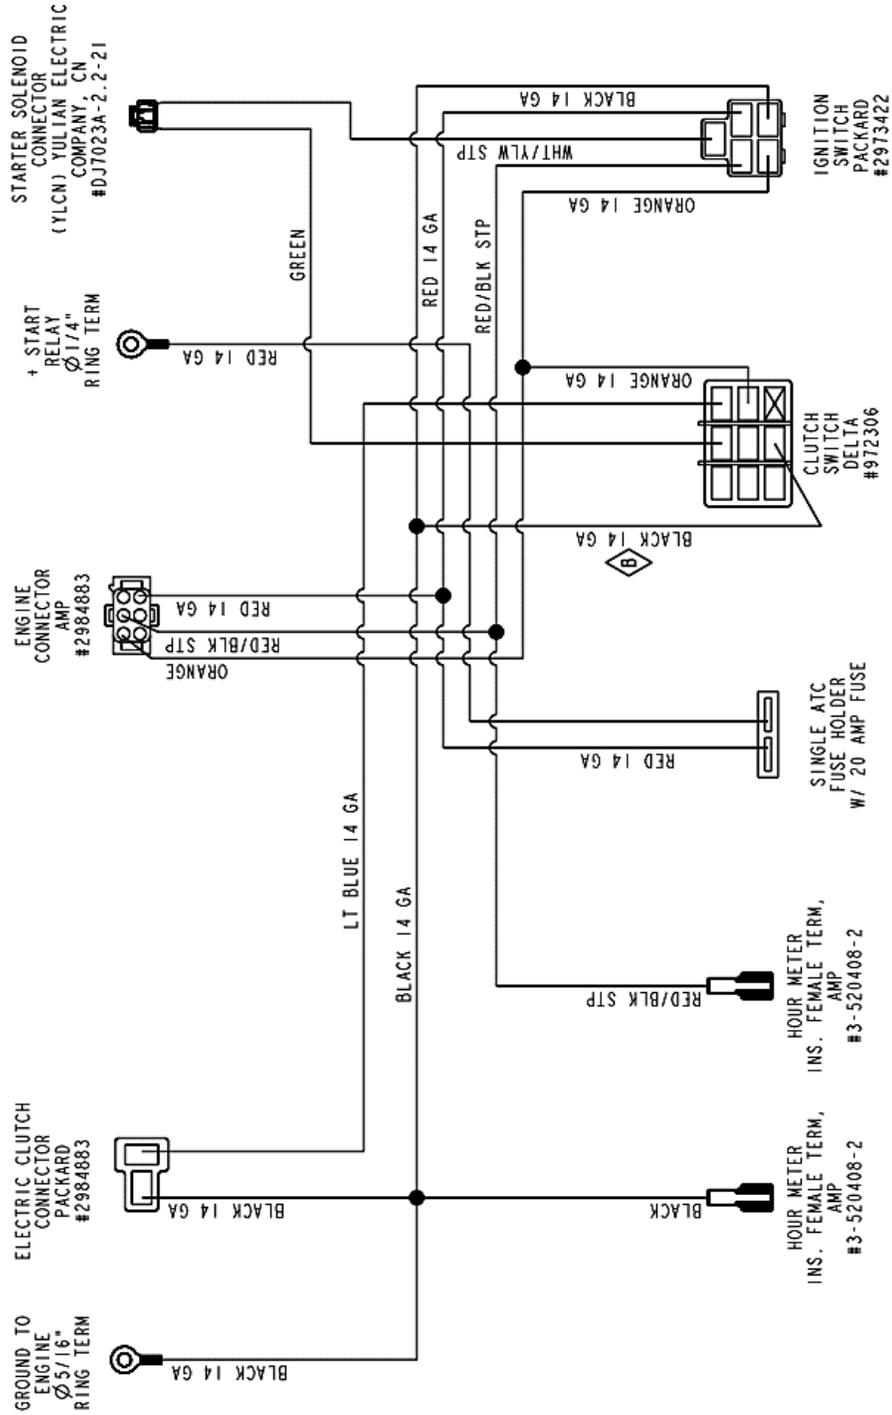 STARTER SOLENOID
CONNECTOR
(YLCN) YULIAN ELECTRIC
COMPANY, CN
#DJ7023A-2.2-21
+ START
RELAY
Ø1/4"
RING TERM
ENGINE
CONNECTOR
AMP
#2984883
ELECTRIC CLUTCH
CONNECTOR
PACKARD
#2984883
GROUND TO
ENGINE
Ø5/16"
RING TERM
BLACK 14 GA
WHT/YLW STP
ORANGE 14 GA
GREEN
RED 14 GA
RED/BLK STP
RED 14 GA
ORANGE 14 GA
BLACK 14 GA
B
RED 14 GA
RED/BLK STP
ORANGE
RED 14 GA
LT BLUE 14 GA
BLACK 14 GA
RED/BLK STP
BLACK 14 GA
BLACK
BLACK 14 GA
IGNITION
SWITCH
PACKARD
#2973422
CLUTCH
SWITCH
DELTA
#972306
SINGLE ATC
FUSE HOLDER
W/ 20 AMP FUSE
HOUR METER
INS. FEMALE TERM,
AMP
#3-520408-2
HOUR METER
INS. FEMALE TERM,
AMP
#3-520408-2